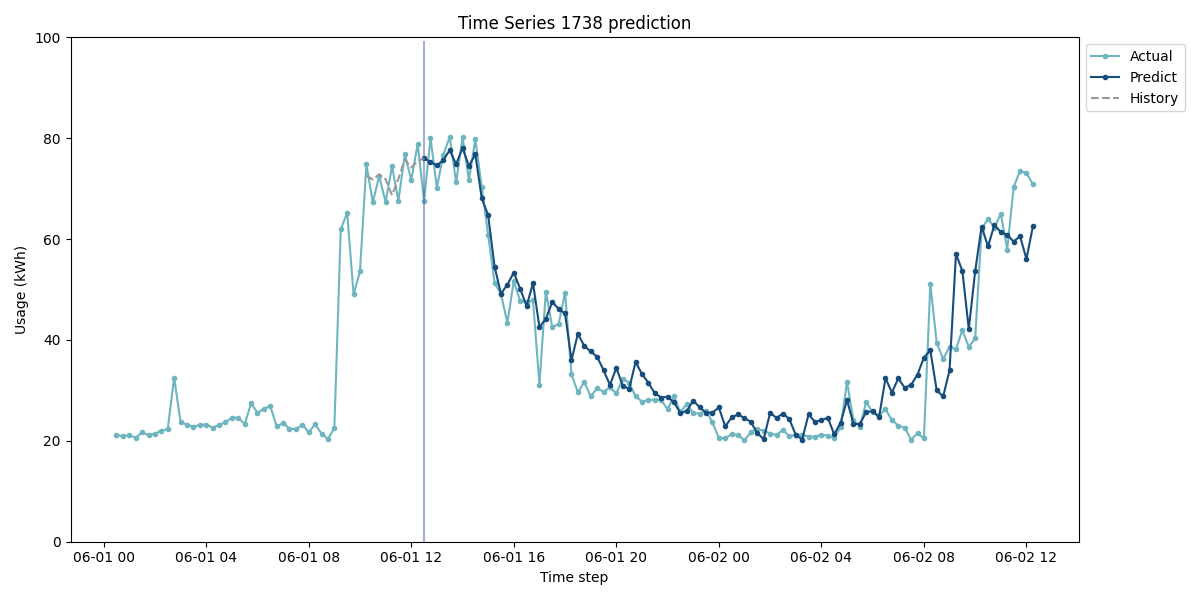 Time Series 1738 prediction
Usage (kWh)
100
80
60
40
20
0
06-01 00
06-01 04
06-01 08
06-01 12
06-01 16
06-01 20
06-02 00
06-02 04
06-02 08
06-02 12
Time step
Actual
Predict
History